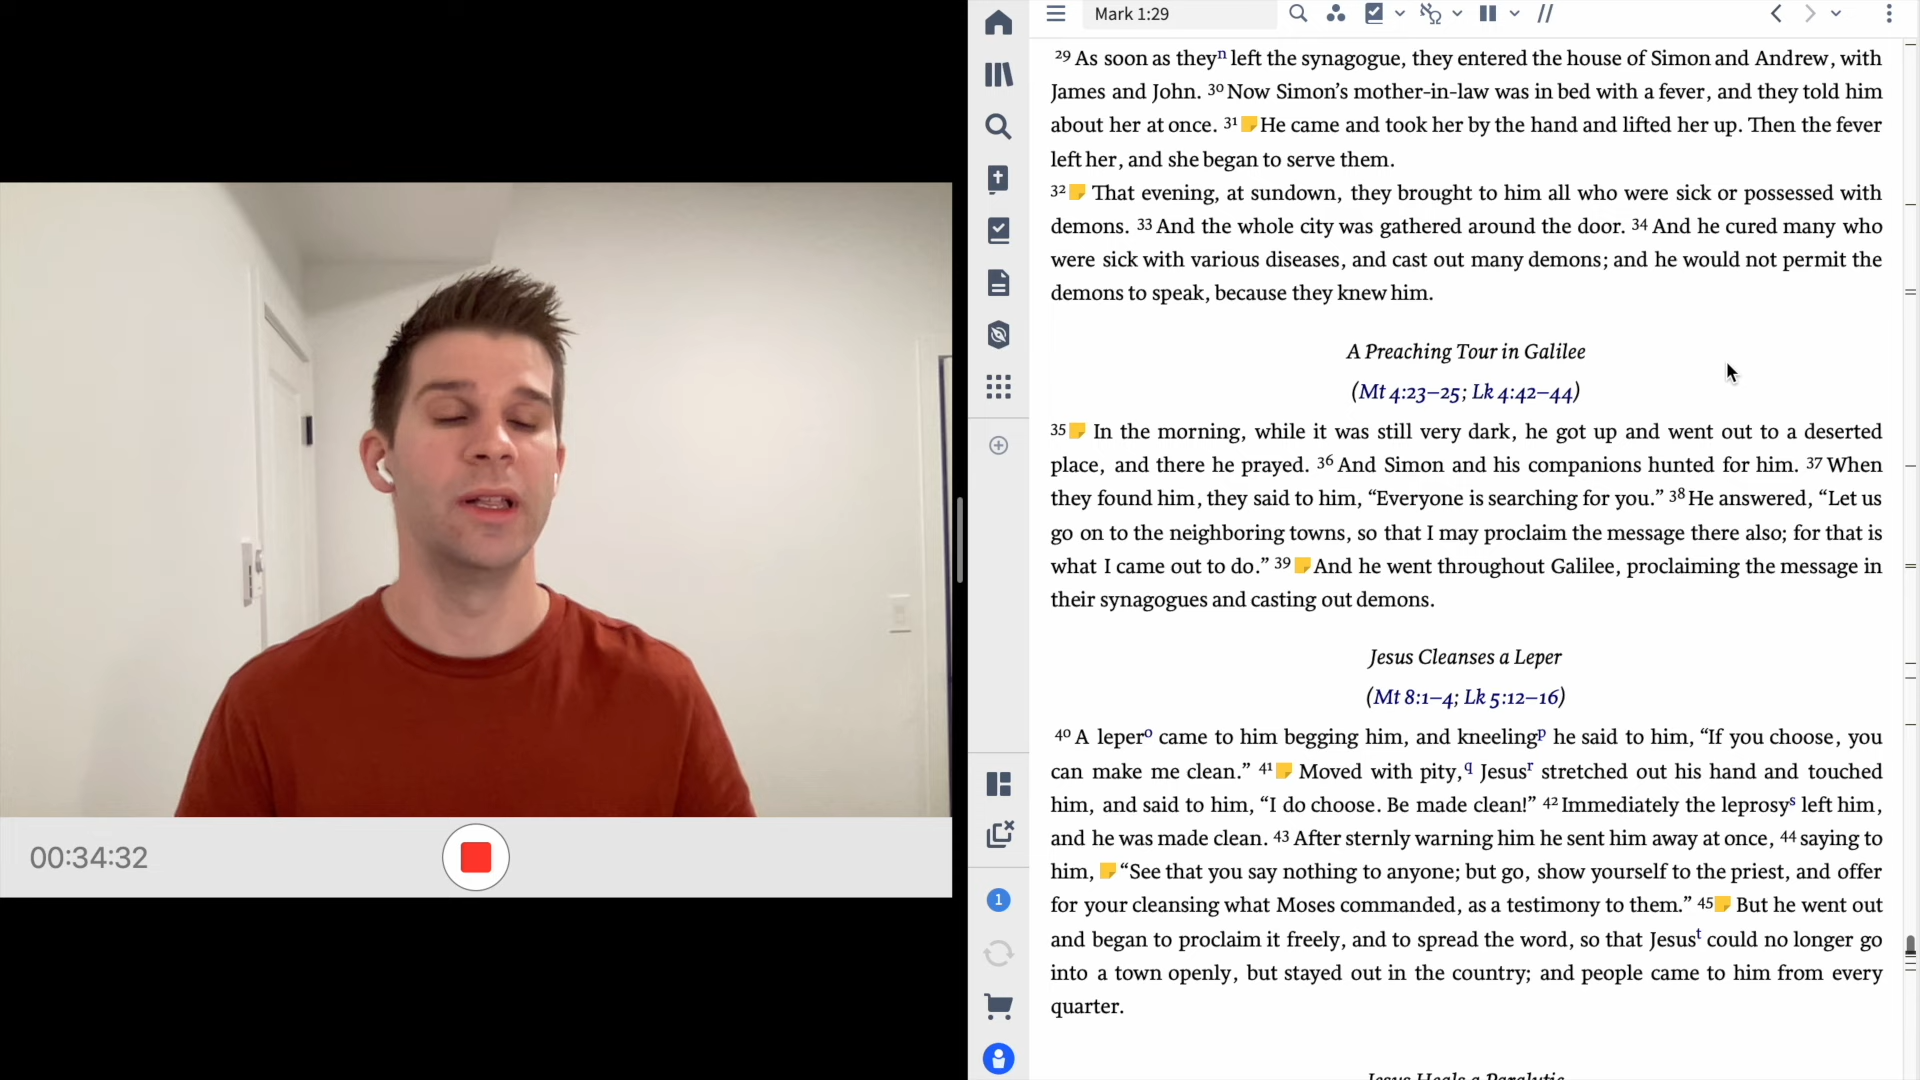 Mark 1:29
29 As soon as theyn left the synagogue, they entered the house of Simon and Andrew, with
James and John. 30 Now Simon’s mother-in-law was in bed with a fever, and they told him
about her at once. 31 He came and took her by the hand and lifted her up. Then the fever
left her, and she began to serve them.
32 That evening, at sundown, they brought to him all who were sick or possessed with
demons. 33 And the whole city was gathered around the door. 34 And he cured many who
were sick with various diseases, and cast out many demons; and he would not permit the
demons to speak, because they knew him.
A Preaching Tour in Galilee
(Mt 4:23–25; Lk 4:42–44)
35 In the morning, while it was still very dark, he got up and went out to a deserted
place, and there he prayed. 36 And Simon and his companions hunted for him. 37 When
they found him, they said to him, “Everyone is searching for you.” 38 He answered, “Let us
go on to the neighboring towns, so that I may proclaim the message there also; for that is
what I came out to do.” 39 And he went throughout Galilee, proclaiming the message in
their synagogues and casting out demons.
Jesus Cleanses a Leper
(Mt 8:1–4; Lk 5:12–16)
40 A lepero came to him begging him, and kneelingp he said to him, “If you choose, you
can make me clean.” 41 Moved with pity,q Jesusr stretched out his hand and touched
him, and said to him, “I do choose. Be made clean!” 42 Immediately the leprosys left him,
and he was made clean. 43 After sternly warning him he sent him away at once, 44 saying to
him, “See that you say nothing to anyone; but go, show yourself to the priest, and offer
for your cleansing what Moses commanded, as a testimony to them.” 45 But he went out
and began to proclaim it freely, and to spread the word, so that Jesust could no longer go
into a town openly, but stayed out in the country; and people came to him from every
quarter.
Jesus Heals a Paralytic
00:34:32
1